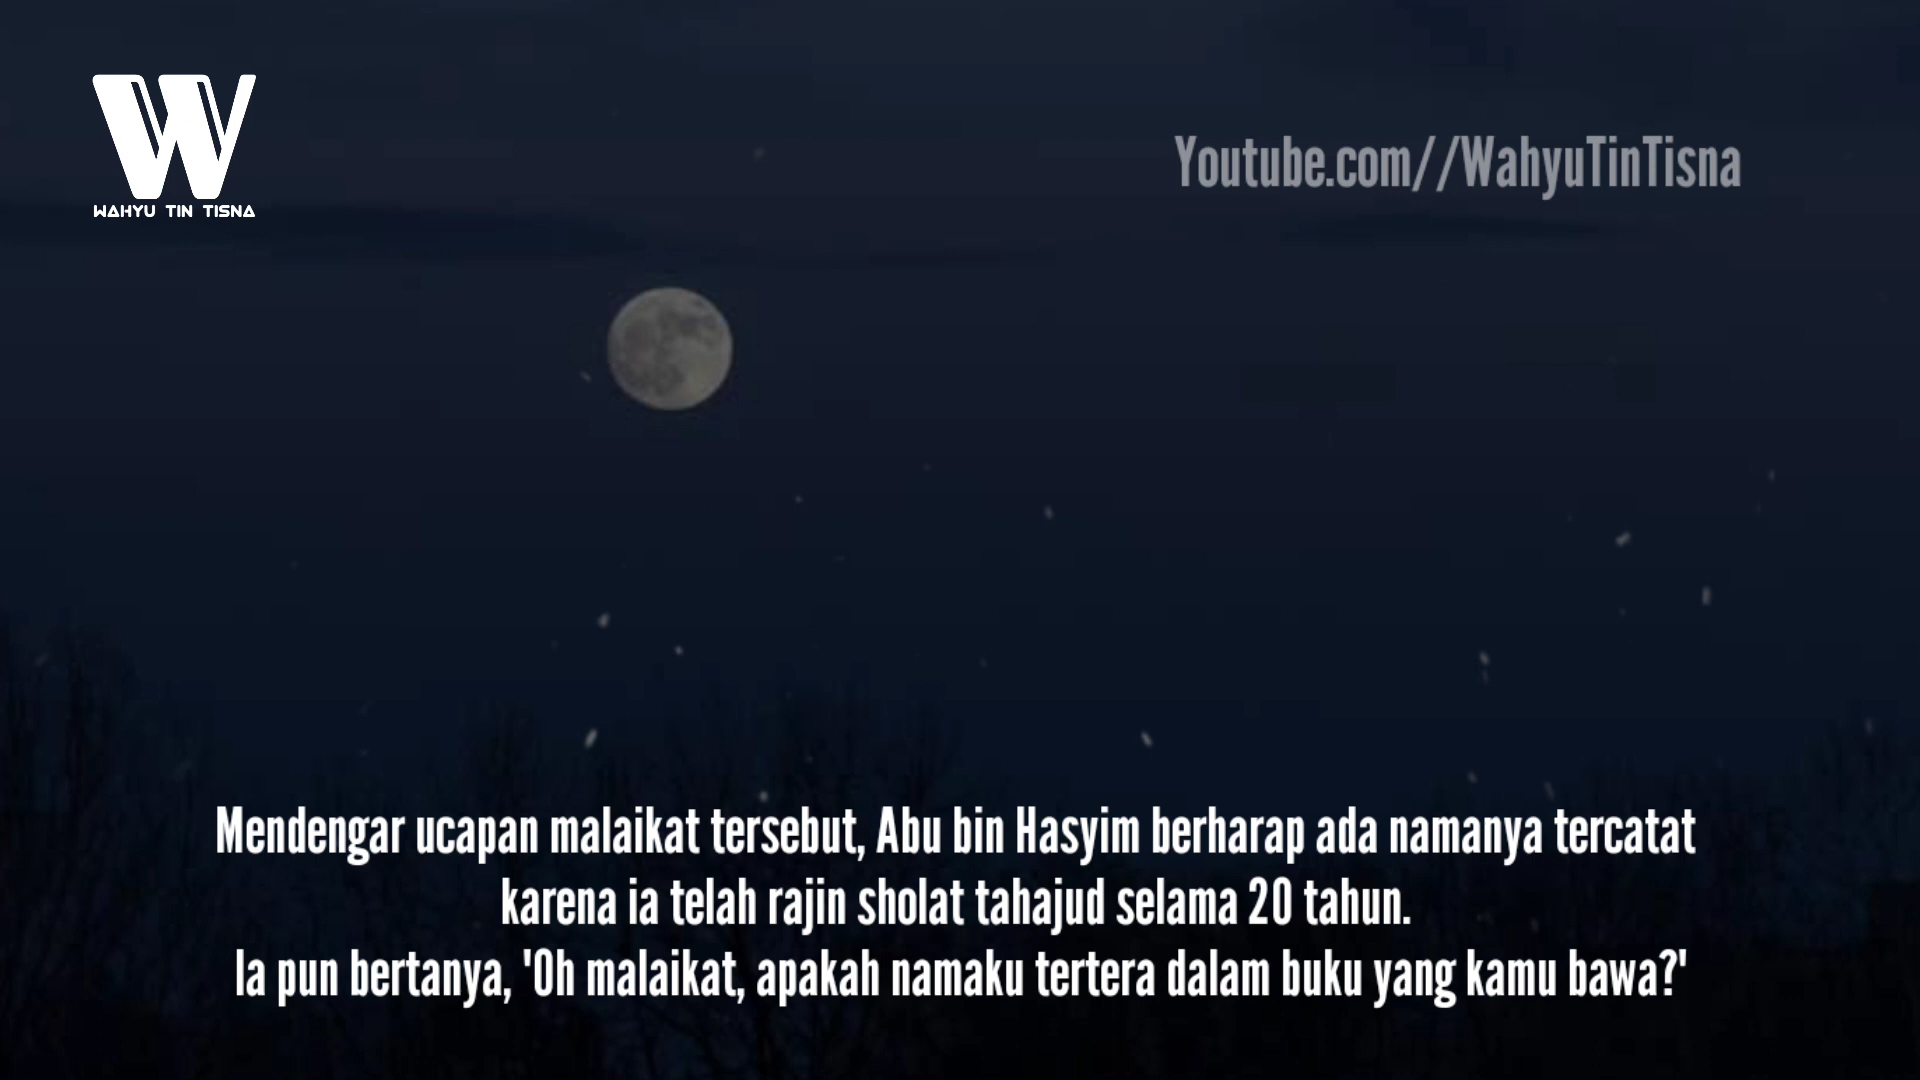 WAHYU TIN TISNA
Youtube.com//WahyuTinTisna
Mendengar ucapan malaikat tersebut, Abu bin Hasyim berharap ada namanya tercatat
karena ia telah rajin sholat tahajud selama 20 tahun.
Ia pun bertanya, 'Oh malaikat, apakah namaku tertera dalam buku yang kamu bawa?'